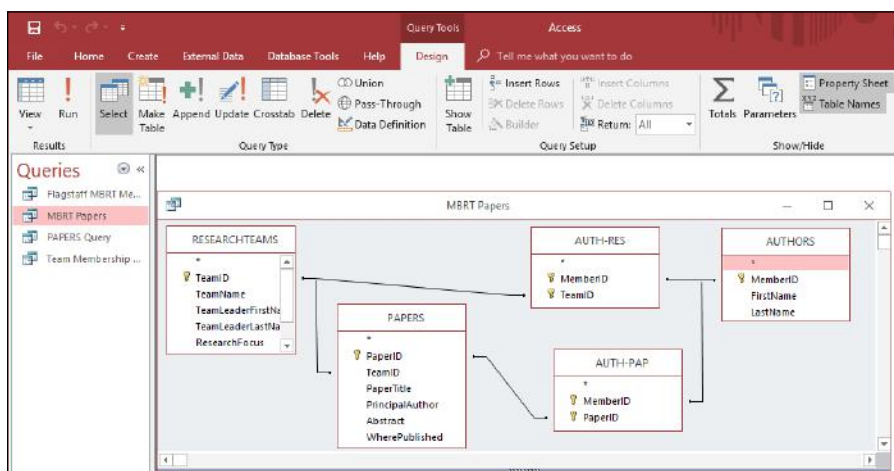 Query Tools Access
File Home Create External Data Database Tools Help Design Tell me what you want to do
View Run Select Make Table Append Update Crosstab Delete
Union
Pass-Through
Data Definition
Show Table
Insert Rows
Delete Rows
Builder
Insert Columns
Delete Columns
Return: All
Totals Parameters
Property Sheet
Table Names
Results Query Type Query Setup Show/Hide
Queries
Flagstaff MBRT Me...
MBRT Papers
PAPERS Query
Team Membership ...
MBRT Papers
RESEARCHTEAMS
*
TeamID
TeamName
TeamLeaderFirstNa
TeamLeaderLastNa
ResearchFocus
PAPERS
*
PaperID
TeamID
PaperTitle
PrincipalAuthor
Abstract
WherePublished
AUTH-RES
*
MemberID
TeamID
AUTH-PAP
*
MemberID
PaperID
AUTHORS
*
MemberID
FirstName
LastName